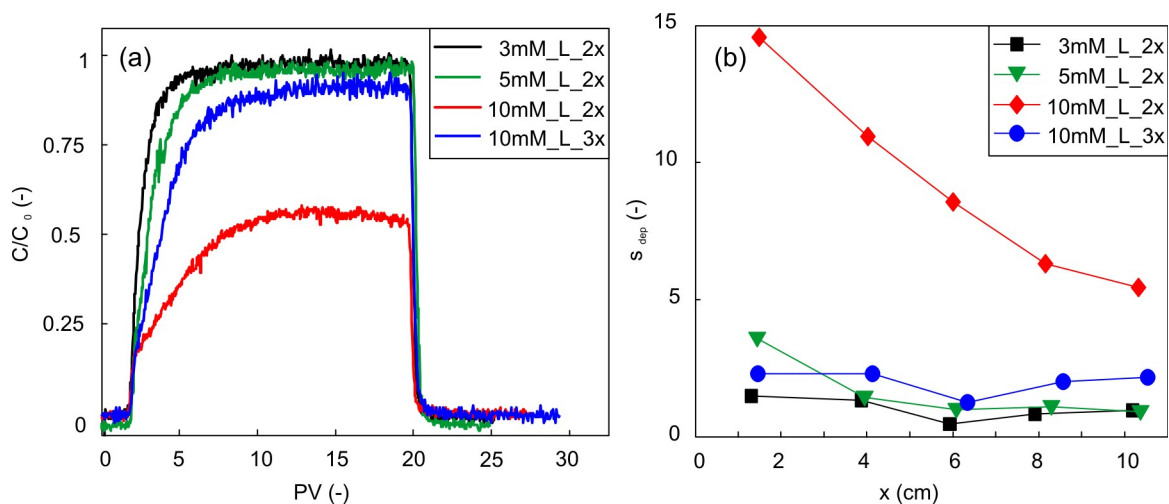 (a)
3mM_L_2x
5mM_L_2x
10mM_L_2x
10mM_L_3x
1
0.75
0.5
0.25
0
C/C 0 (-)
0 5 10 15 20 25 30
PV (-)
(b)
3mM_L_2x
5mM_L_2x
10mM_L_2x
10mM_L_3x
15
10
5
0
s dep (-)
0 2 4 6 8 10
x (cm)